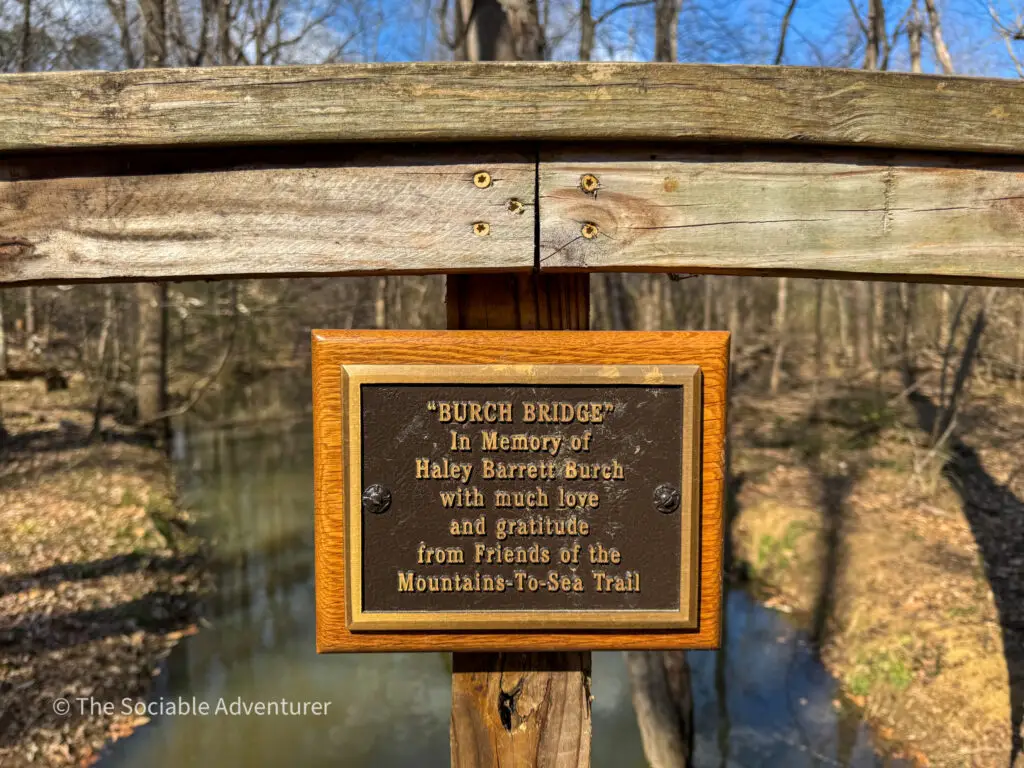 “BURCH BRIDGE”
In Memory of
Haley Barrett Burch
with much love
and gratitude
from Friends of the
Mountains-To-Sea Trail
© The Sociable Adventurer